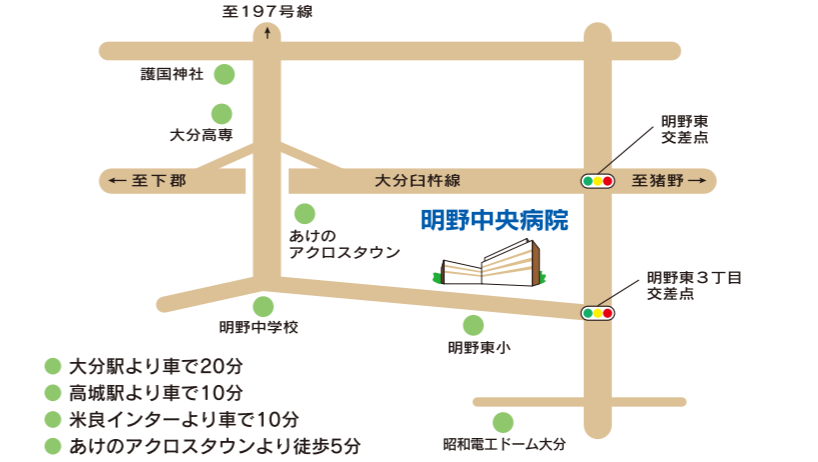 至197号線
護国神社
大分高専
明野東
交差点
←至下郡
大分臼杵線
至猪野→
あけの
アクロスタウン
明野中央病院
明野東3丁目
交差点
明野中学校
明野東小
昭和電工ドーム大分
大分駅より車で20分
高城駅より車で10分
米良インターより車で10分
あけのアクロスタウンより徒歩5分